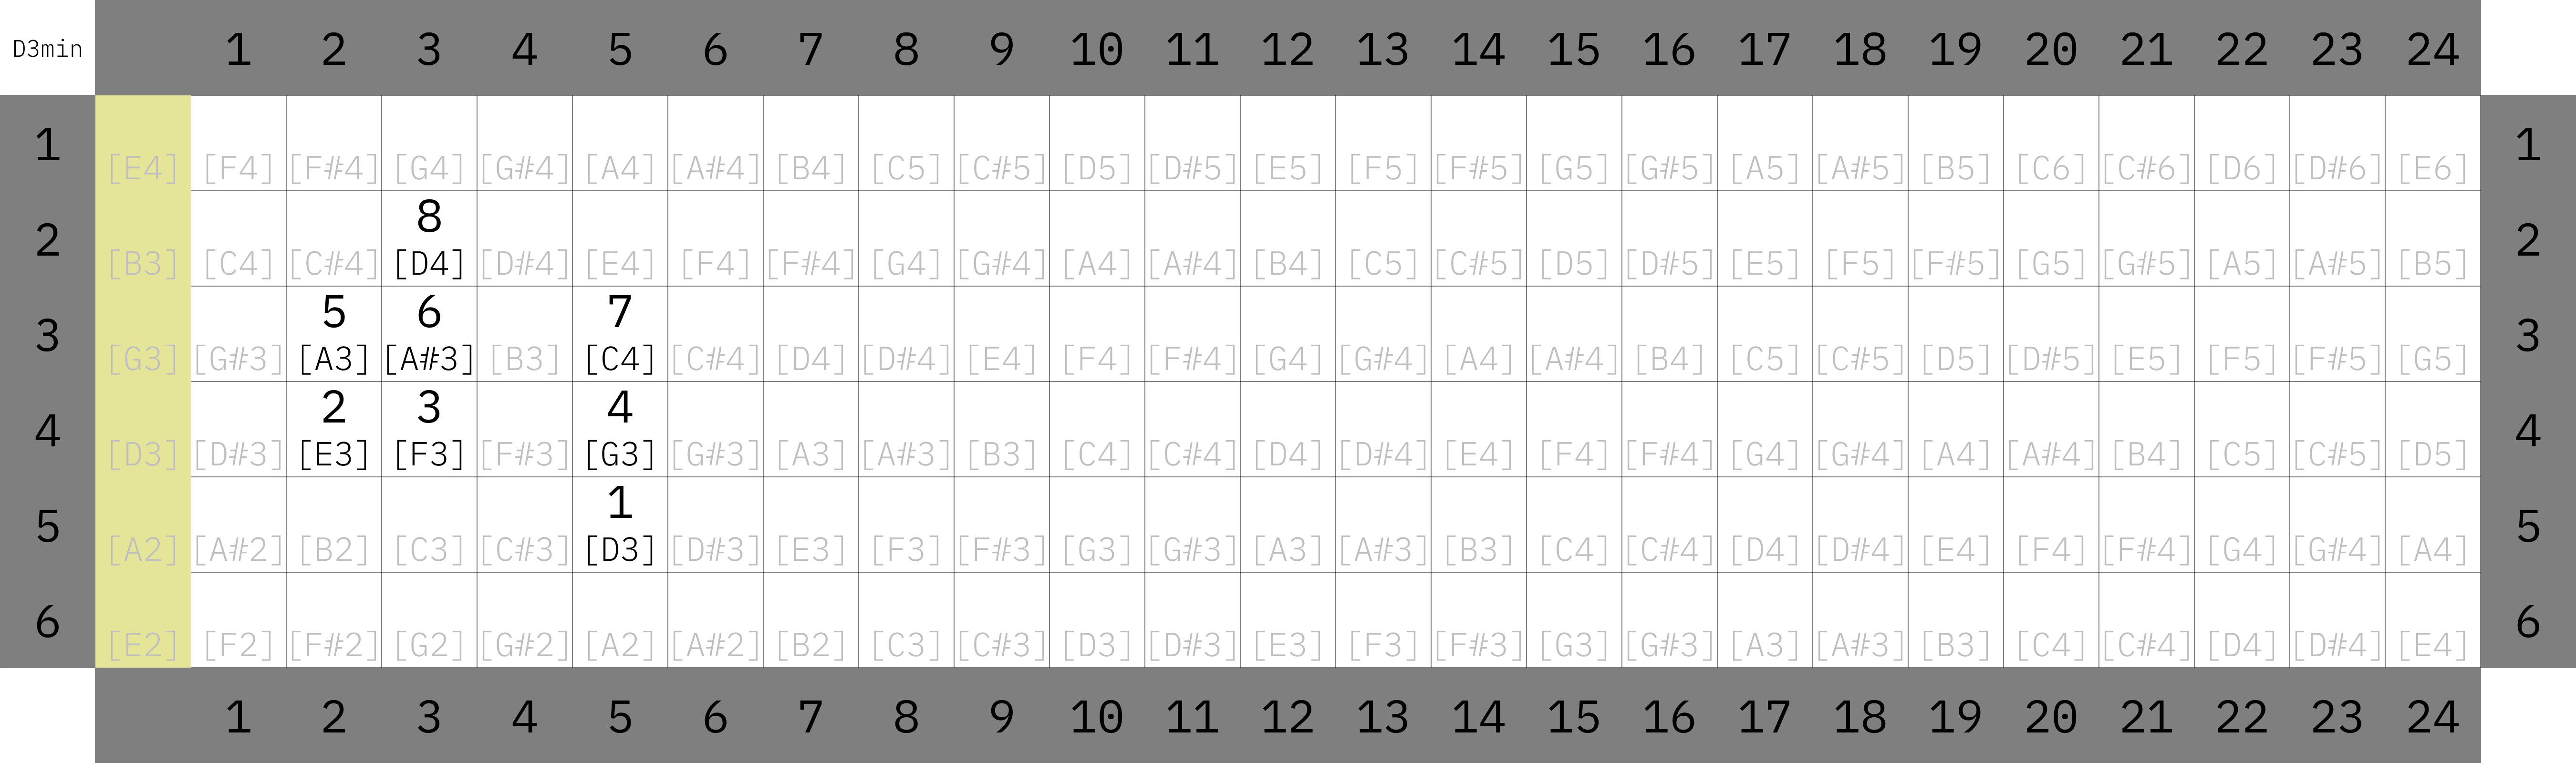 D3min 1 2 3 4 5 6 7 8 9 10 11 12 13 14 15 16 17 18 19 20 21 22 23 24
1 1
[E4] [F4] [F#4] [G4] [G#4] [A4] [A#4] [B4] [C5] [C#5] [D5] [D#5] [E5] [F5] [F#5] [G5] [G#5] [A5] [A#5] [B5] [C6] [C#6] [D6] [D#6] [E6]
8
2 2
[B3] [C4] [C#4] [D4] [D#4] [E4] [F4] [F#4] [G4] [G#4] [A4] [A#4] [B4] [C5] [C#5] [D5] [D#5] [E5] [F5] [F#5] [G5] [G#5] [A5] [A#5] [B5]
5 6 7
3 3
[G3] [G#3] [A3] [A#3] [B3] [C4] [C#4] [D4] [D#4] [E4] [F4] [F#4] [G4] [G#4] [A4] [A#4] [B4] [C5] [C#5] [D5] [D#5] [E5] [F5] [F#5] [G5]
2 3 4
4 4
[D3] [D#3] [E3] [F3] [F#3] [G3] [G#3] [A3] [A#3] [B3] [C4] [C#4] [D4] [D#4] [E4] [F4] [F#4] [G4] [G#4] [A4] [A#4] [B4] [C5] [C#5] [D5]
1
5 5
[A2] [A#2] [B2] [C3] [C#3] [D3] [D#3] [E3] [F3] [F#3] [G3] [G#3] [A3] [A#3] [B3] [C4] [C#4] [D4] [D#4] [E4] [F4] [F#4] [G4] [G#4] [A4]
6 6
[E2] [F2] [F#2] [G2] [G#2] [A2] [A#2] [B2] [C3] [C#3] [D3] [D#3] [E3] [F3] [F#3] [G3] [G#3] [A3] [A#3] [B3] [C4] [C#4] [D4] [D#4] [E4]
1 2 3 4 5 6 7 8 9 10 11 12 13 14 15 16 17 18 19 20 21 22 23 24